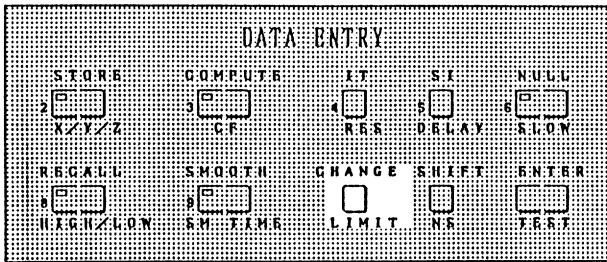 DATA ENTRY
STORE COMPUTE IT SI NULL
2 3 4 5 6
X/Y/Z CF RES DELAY SLOW
RECALL SMOOTH CHANGE SHIFT ENTER
8 9
HIGH/LOW SM TIME LIMIT NS TEST